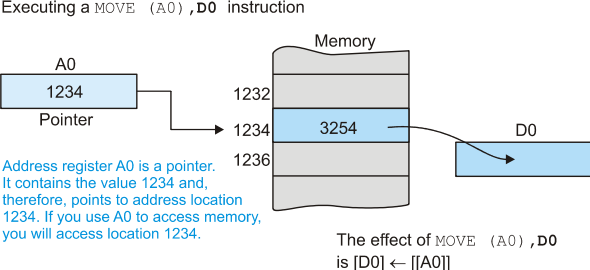 Executing a MOVE (A0),D0 instruction
Memory
A0
1234
Pointer
1232
1234
3254
1236
D0
Address register A0 is a pointer.
It contains the value 1234 and,
therefore, points to address location
1234. If you use A0 to access memory,
you will access location 1234.
The effect of MOVE (A0),D0
is [D0] ← [[A0]]